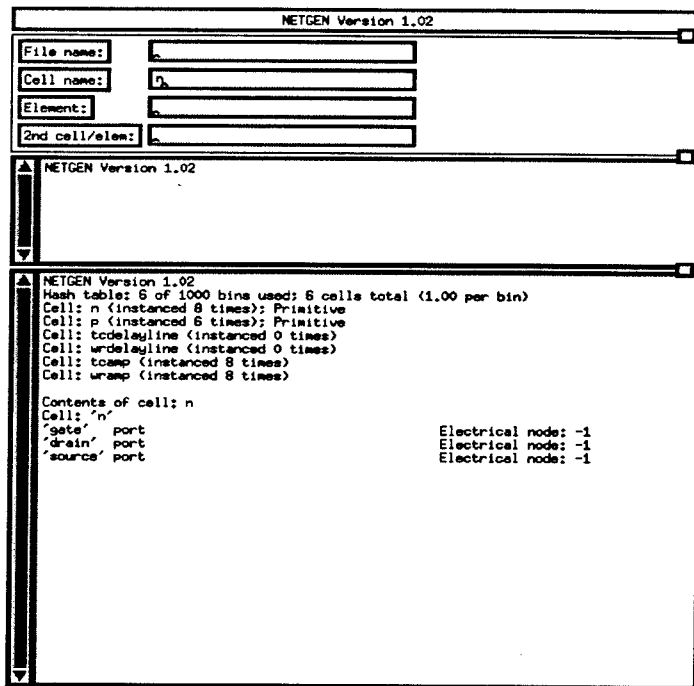 NETGEN Version 1.02
File name:
Cell name: n
Element:
2nd cell/elem:
NETGEN Version 1.02
NETGEN Version 1.02
Hash table: 6 of 1000 bins used; 6 cells total (1.00 per bin)
Cell: n (instanced 8 times); Primitive
Cell: p (instanced 6 times); Primitive
Cell: tcdelayline (instanced 0 times)
Cell: wrdelayline (instanced 0 times)
Cell: tcamp (instanced 8 times)
Cell: wramp (instanced 8 times)
Contents of cell: n
Cell: 'n'
'gate' port Electrical node: -1
'drain' port Electrical node: -1
'source' port Electrical node: -1